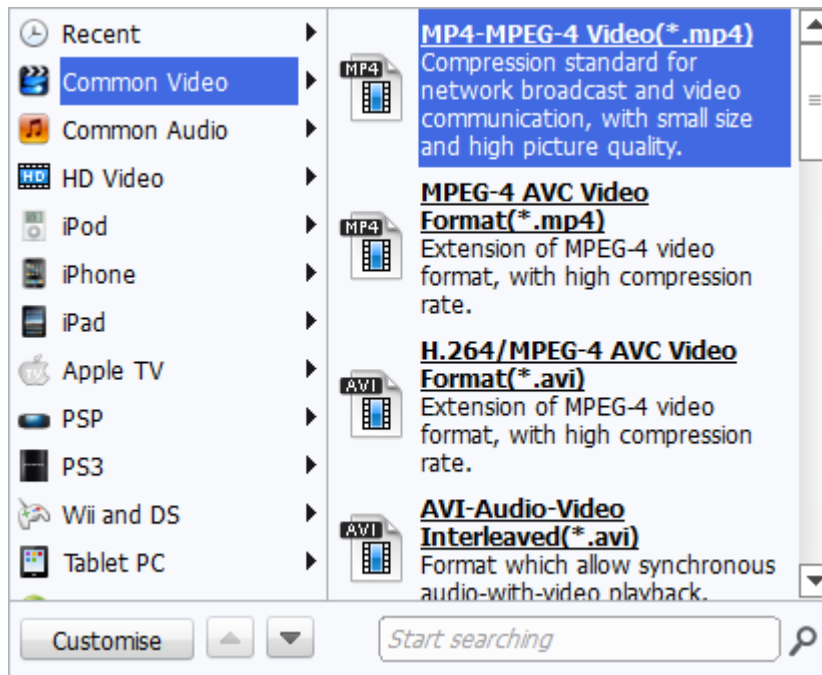 Recent
Common Video
Common Audio
HD Video
iPod
iPhone
iPad
Apple TV
PSP
PS3
Wii and DS
Tablet PC
MP4
MP4-MPEG-4 Video(*.mp4)
Compression standard for
network broadcast and video
communication, with small size
and high picture quality.
MP4
MPEG-4 AVC Video
Format(*.mp4)
Extension of MPEG-4 video
format, with high compression
rate.
AVI
H.264/MPEG-4 AVC Video
Format(*.avi)
Extension of MPEG-4 video
format, with high compression
rate.
AVI
AVI-Audio-Video
Interleaved(*.avi)
Format which allow synchronous
audio-with-video playback.
Customise
Start searching